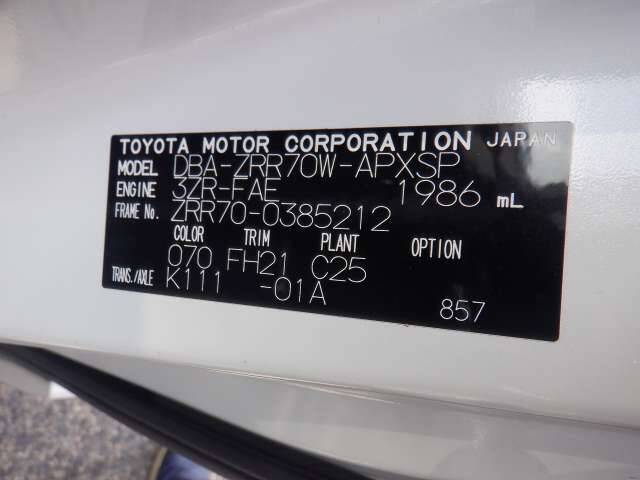 TOYOTA MOTOR CORPORATION JAPAN
MODEL DBA-ZRR70W-APXSP
ENGINE 3ZR-FAE 1986 mL
FRAME No. ZRR70-0385212
COLOR TRIM PLANT OPTION
070 FH21 C25
TRANS./AXLE K111 -01A
857